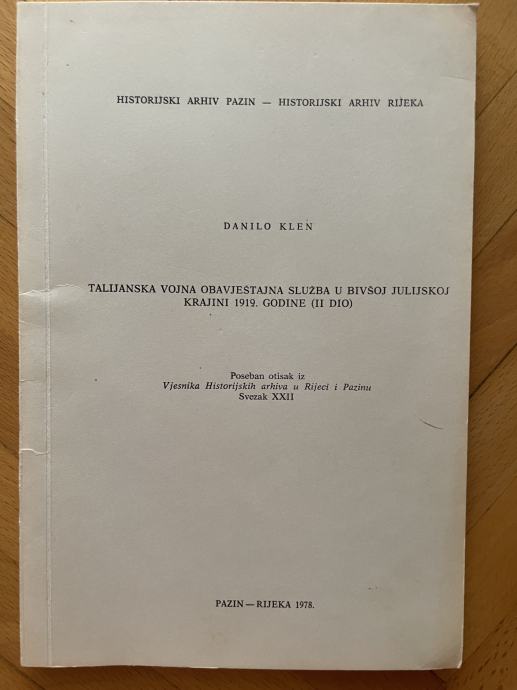 HISTORIJSKI ARHIV PAZIN — HISTORIJSKI ARHIV RIJEKA
DANILO KLEN
TALIJANSKA VOJNA OBAVJEŠTAJNA SLUŽBA U BIVŠOJ JULIJSKOJ
KRAJINI 1919. GODINE (II DIO)
Poseban otisak iz
Vjesnika Historijskih arhiva u Rijeci i Pazinu
Svezak XXII
PAZIN — RIJEKA 1978.